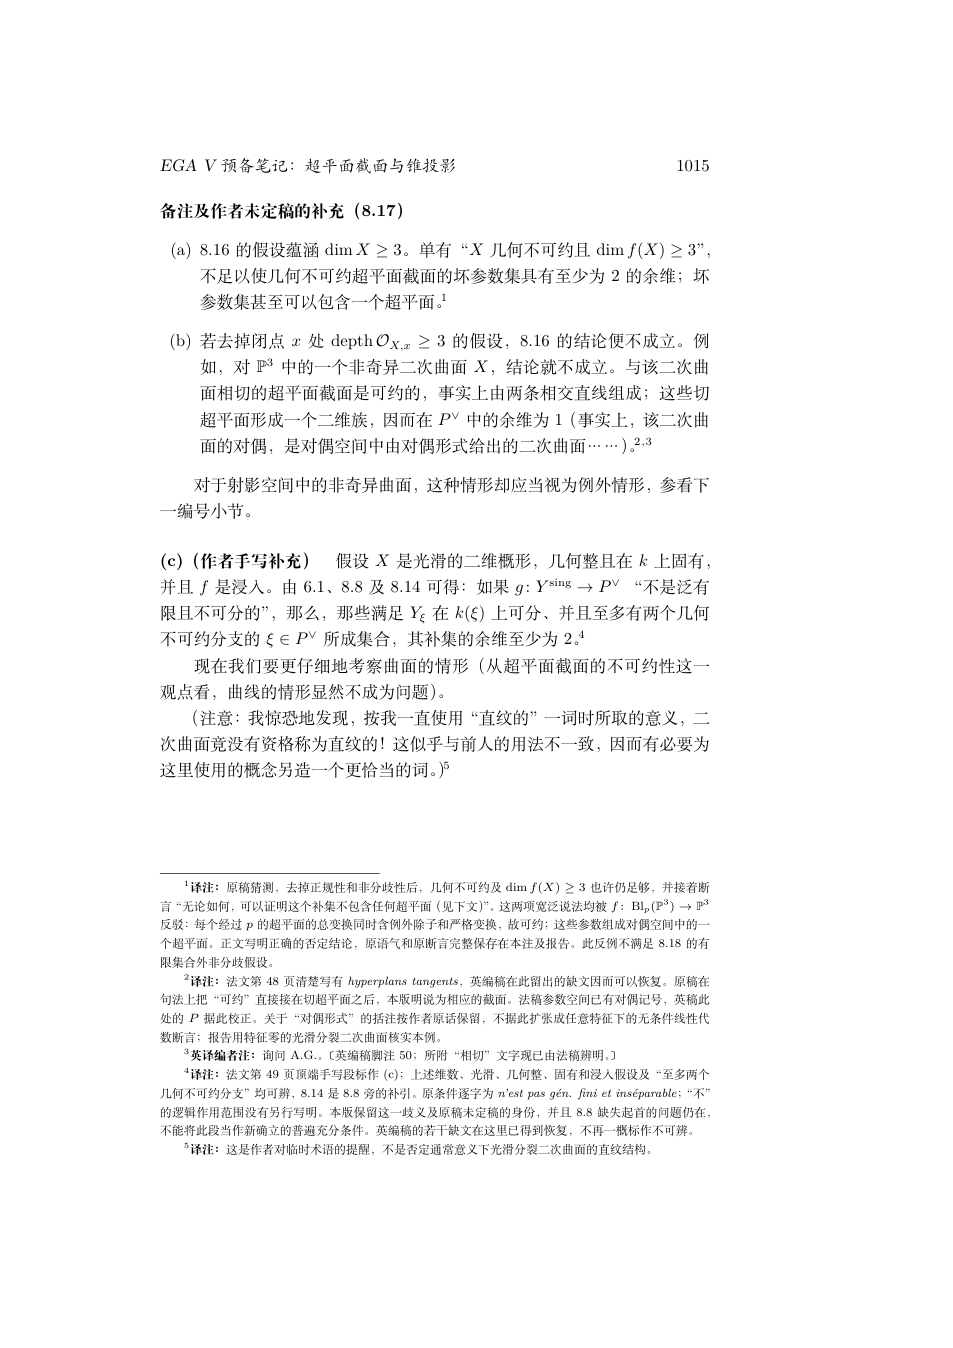 EGA V 预备笔记：超平面截面与锥投影 1015
备注及作者未定稿的补充（8.17）
(a) 8.16 的假设蕴涵 dim X ≥ 3。单有“X 几何不可约且 dim f(X) ≥ 3”，
不足以使几何不可约超平面截面的坏参数集具有至少为 2 的余维；坏
参数集甚至可以包含一个超平面。¹
(b) 若去掉闭点 x 处 depth 𝒪_{X,x} ≥ 3 的假设，8.16 的结论便不成立。例
如，对 ℙ³ 中的一个非奇异二次曲面 X，结论就不成立。与该二次曲
面相切的超平面截面是可约的，事实上由两条相交直线组成；这些切
超平面形成一个二维族，因而在 P^∨ 中的余维为 1（事实上，该二次曲
面的对偶，是对偶空间中由对偶形式给出的二次曲面……）。²,³
对于射影空间中的非奇异曲面，这种情形却应当视为例外情形，参看下
一编号小节。
(c)（作者手写补充） 假设 X 是光滑的二维概形，几何整且在 k 上固有，
并且 f 是浸入。由 6.1、8.8 及 8.14 可得：如果 g: Y^sing → P^∨ “不是泛有
限且不可分的”，那么，那些满足 Y_ξ 在 k(ξ) 上可分、并且至多有两个几何
不可约分支的 ξ ∈ P^∨ 所成集合，其补集的余维至少为 2。⁴
现在我们要更仔细地考察曲面的情形（从超平面截面的不可约性这一
观点看，曲线的情形显然不成为问题）。
（注意：我惊恐地发现，按我一直使用“直纹的”一词时所取的意义，二
次曲面竟没有资格称为直纹的！这似乎与前人的用法不一致，因而有必要为
这里使用的概念另造一个更恰当的词。）⁵
¹译注：原稿猜测，去掉正规性和非分歧性后，几何不可约及 dim f(X) ≥ 3 也许仍足够，并接着断
言“无论如何，可以证明这个补集不包含任何超平面（见下文）”。这两项宽泛说法均被 f: Bl_p(ℙ³) → ℙ³
反驳：每个经过 p 的超平面的总变换同时含例外除子和严格变换，故可约；这些参数组成对偶空间中的一
个超平面。正文写明正确的否定结论，原语气和原断言完整保存在本注及报告。此反例不满足 8.18 的有
限集合外非分歧假设。
²译注：法文第 48 页清楚写有 hyperplans tangents，英编稿在此留出的缺文因而可以恢复。原稿在
句法上把“可约”直接接在切超平面之后，本版明说为相应的截面。法稿参数空间已有对偶记号，英稿此
处的 P 据此校正。关于“对偶形式”的括注按作者原话保留，不据此扩张成任意特征下的无条件线性代
数断言；报告用特征零的光滑分裂二次曲面核实本例。
³英译编者注：询问 A.G.。〔英编稿脚注 50；所附“相切”文字现已由法稿辨明。〕
⁴译注：法文第 49 页顶端手写段标作 (c)；上述维数、光滑、几何整、固有和浸入假设及“至多两个
几何不可约分支”均可辨，8.14 是 8.8 旁的补引。原条件逐字为 n'est pas gén. fini et inséparable；“不”
的逻辑作用范围没有另行写明。本版保留这一歧义及原稿未定稿的身份，并且 8.8 缺失起首的问题仍在，
不能将此段当作新确立的普遍充分条件。英编稿的若干缺文在这里已得到恢复，不再一概标作不可辨。
⁵译注：这是作者对临时术语的提醒，不是否定通常意义下光滑分裂二次曲面的直纹结构。